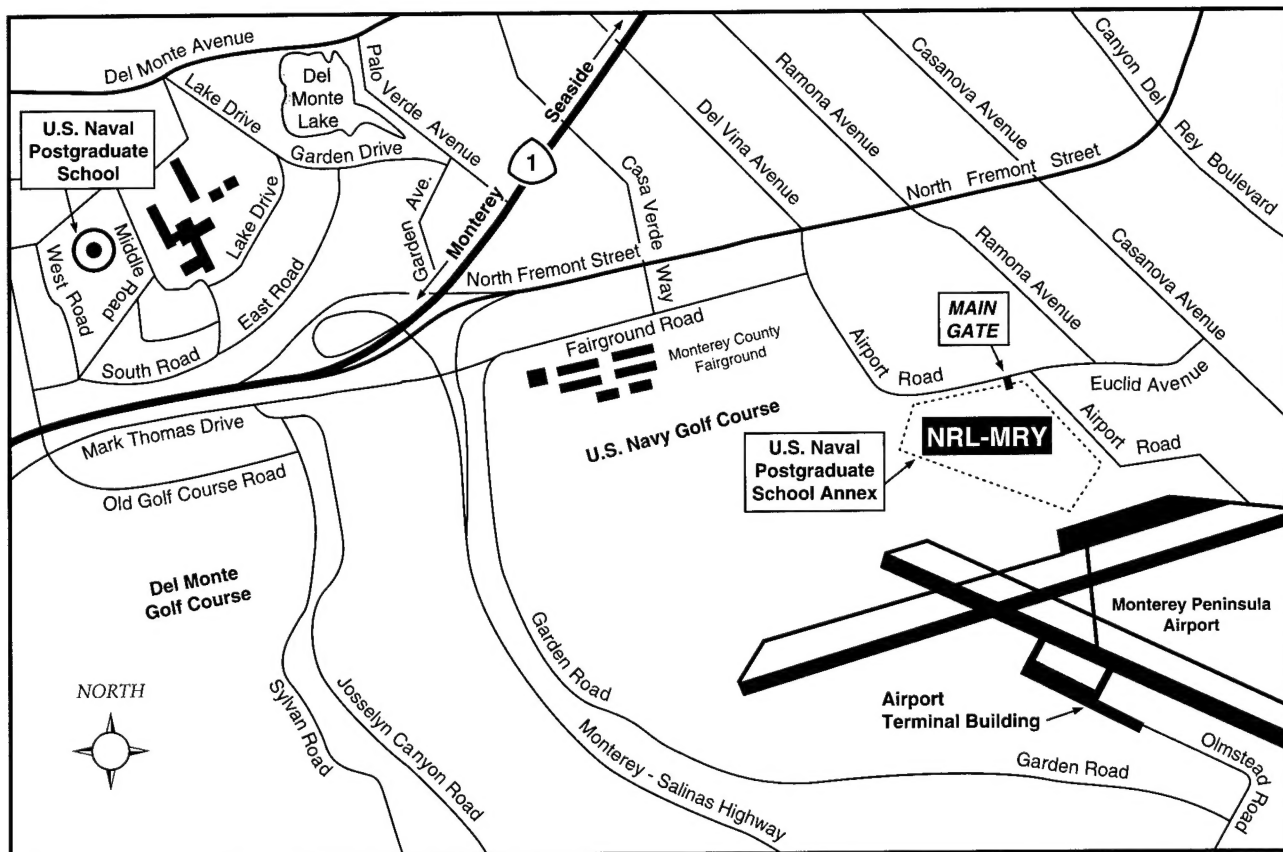 Del Monte Avenue
Palo Verde Avenue
Del
Monte
Lake
Lake Drive
Garden Drive
U.S. Naval
Postgraduate
School
Lake Drive
Middle Road
West Road
East Road
South Road
Garden Ave.
Monterey
Seaside
1
Casa Verde Way
Del Vina Avenue
Ramona Avenue
Casanova Avenue
Canyon Del Rey Boulevard
North Fremont Street
North Fremont Street
Ramona Avenue
Casanova Avenue
Fairground Road
Monterey County
Fairground
Airport Road
MAIN
GATE
Euclid Avenue
Airport Road
NRL-MRY
U.S. Navy Golf Course
U.S. Naval
Postgraduate
School Annex
Mark Thomas Drive
Old Golf Course Road
Del Monte
Golf Course
NORTH
Sylvan Road
Josselyn Canyon Road
Garden Road
Monterey - Salinas Highway
Monterey Peninsula
Airport
Airport
Terminal Building
Garden Road
Olmstead Road